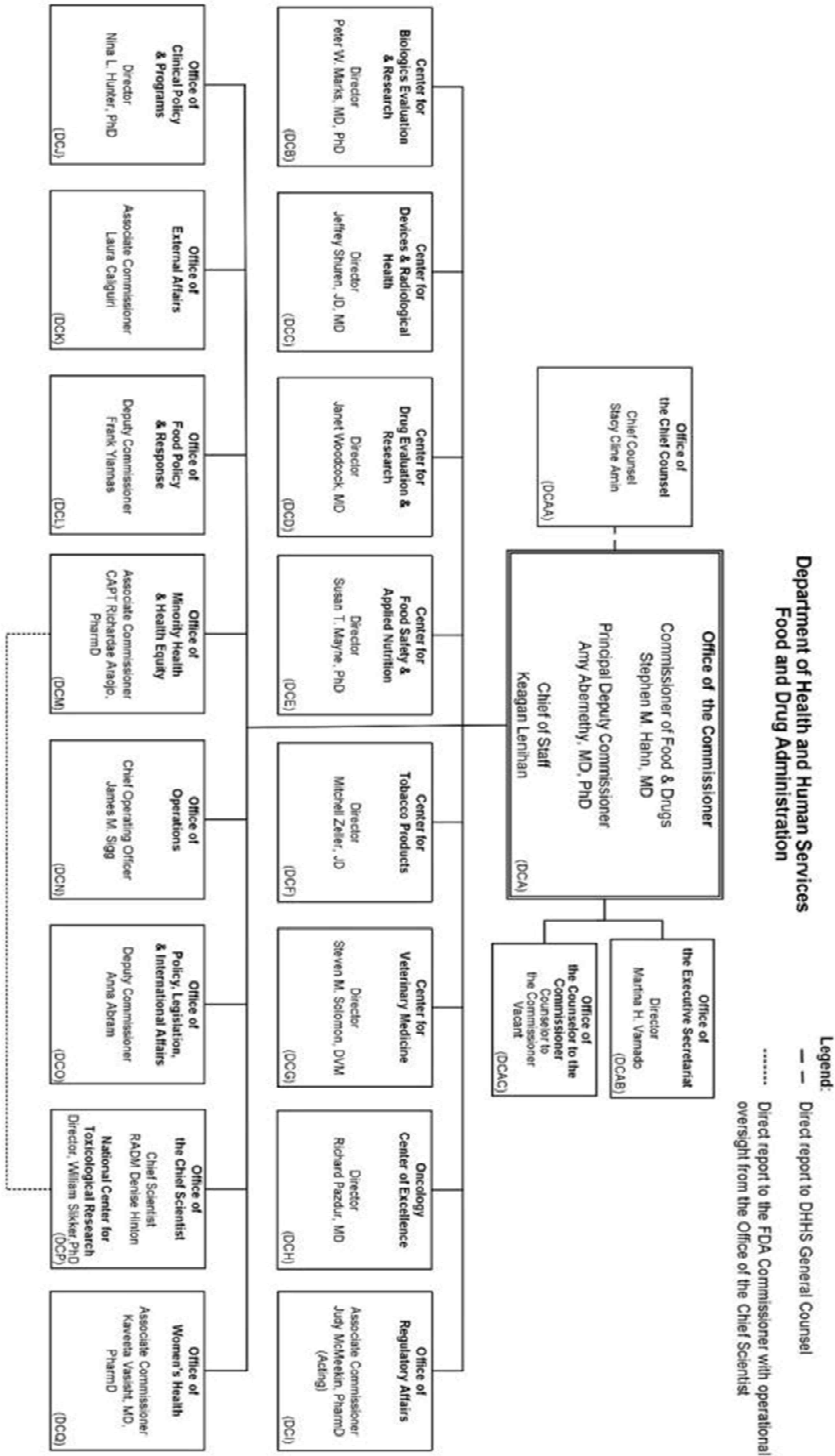 Department of Health and Human Services
Food and Drug Administration
Legend:
— — Direct report to DHHS General Counsel
-------- Direct report to the FDA Commissioner with operational
oversight from the Office of the Chief Scientist
Office of the Commissioner
Commissioner of Food & Drugs
Stephen M. Hahn, MD
Principal Deputy Commissioner
Amy Abernethy, MD, PhD
Chief of Staff
Keagan Lenihan
(DCA)
Office of
the Chief Counsel
Chief Counsel
Stacy Cline Amin
(DCAA)
Office of
the Executive Secretariat
Director
Martina H. Varnado
(DCAB)
Office of
the Counselor to the
Commissioner
Counselor to
the Commissioner
Vacant
(DCAC)
Center for
Biologics Evaluation
& Research
Director
Peter W. Marks, MD, PhD
(DCB)
Center for
Devices & Radiological
Health
Director
Jeffrey Shuren, JD, MD
(DCC)
Center for
Drug Evaluation &
Research
Director
Janet Woodcock, MD
(DCD)
Center for
Food Safety &
Applied Nutrition
Director
Susan T. Mayne, PhD
(DCE)
Center for
Tobacco Products
Director
Mitchell Zeller, JD
(DCF)
Center for
Veterinary Medicine
Director
Steven M. Solomon, DVM
(DCG)
Oncology
Center of Excellence
Director
Richard Pazdur, MD
(DCH)
Office of
Regulatory Affairs
Associate Commissioner
Judy McMeekin, PharmD
(Acting)
(DCI)
Office of
Clinical Policy
& Programs
Director
Nina L. Hunter, PhD
(DCJ)
Office of
External Affairs
Associate Commissioner
Laura Caliguiri
(DCK)
Office of
Food Policy
& Response
Deputy Commissioner
Frank Yiannas
(DCL)
Office of
Minority Health
& Health Equity
Associate Commissioner
CAPT Richardae Araojo,
PharmD
(DCM)
Office of
Operations
Chief Operating Officer
James M. Sigg
(DCN)
Office of
Policy, Legislation,
& International Affairs
Deputy Commissioner
Anna Abram
(DCO)
Office of
the Chief Scientist
Chief Scientist
RADM Denise Hinton
National Center for
Toxicological Research
Director, William Slikker, PhD
(DCP)
Office of
Women's Health
Associate Commissioner
Kaveeta Vasisht, MD,
PharmD
(DCQ)